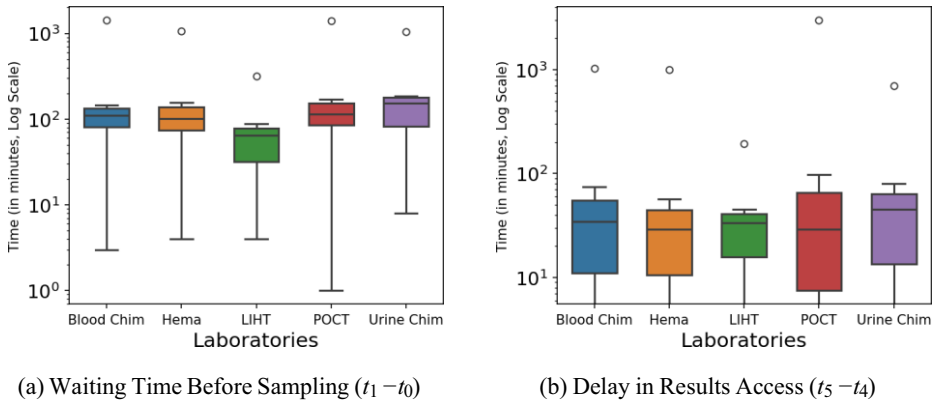 10³
10²
10¹
10⁰
Time (in minutes, Log Scale)
Blood Chim Hema LIHT POCT Urine Chim
Laboratories
(a) Waiting Time Before Sampling (t₁ −t₀)
10³
10²
10¹
Time (in minutes, Log Scale)
Blood Chim Hema LIHT POCT Urine Chim
Laboratories
(b) Delay in Results Access (t₅ −t₄)